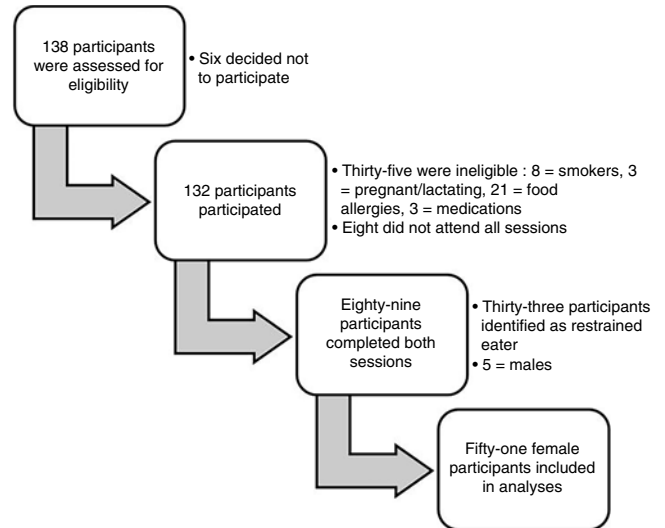 138 participants
were assessed for
eligibility
• Six decided not
to participate
132 participants
participated
• Thirty-five were ineligible : 8 = smokers, 3
= pregnant/lactating, 21 = food
allergies, 3 = medications
• Eight did not attend all sessions
Eighty-nine
participants
completed both
sessions
• Thirty-three participants
identified as restrained
eater
• 5 = males
Fifty-one female
participants included
in analyses